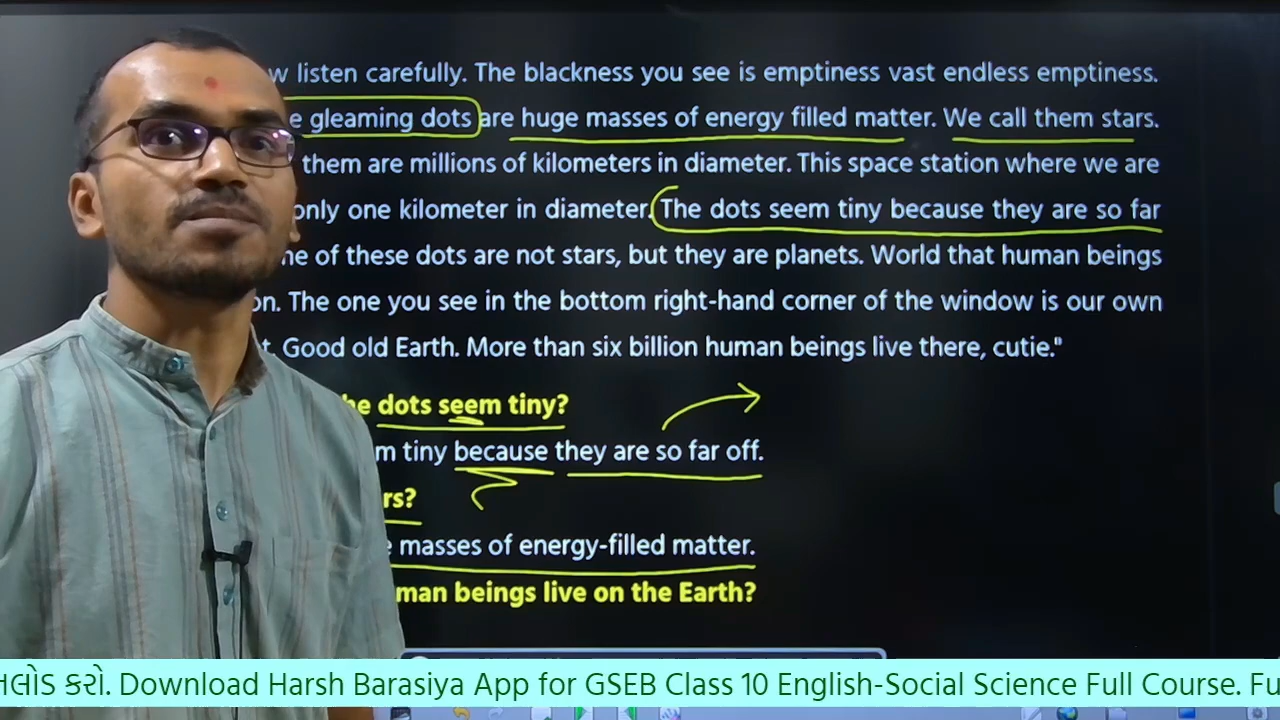 listen carefully. The blackness you see is emptiness vast endless emptiness.
gleaming dots are huge masses of energy filled matter. We call them stars.
them are millions of kilometers in diameter. This space station where we are
only one kilometer in diameter. The dots seem tiny because they are so far
of these dots are not stars, but they are planets. World that human beings
The one you see in the bottom right-hand corner of the window is our own
Good old Earth. More than six billion human beings live there, cutie."
dots seem tiny?
tiny because they are so far off.
masses of energy-filled matter.
beings live on the Earth?
કરો. Download Harsh Barasiya App for GSEB Class 10 English-Social Science Full Course.